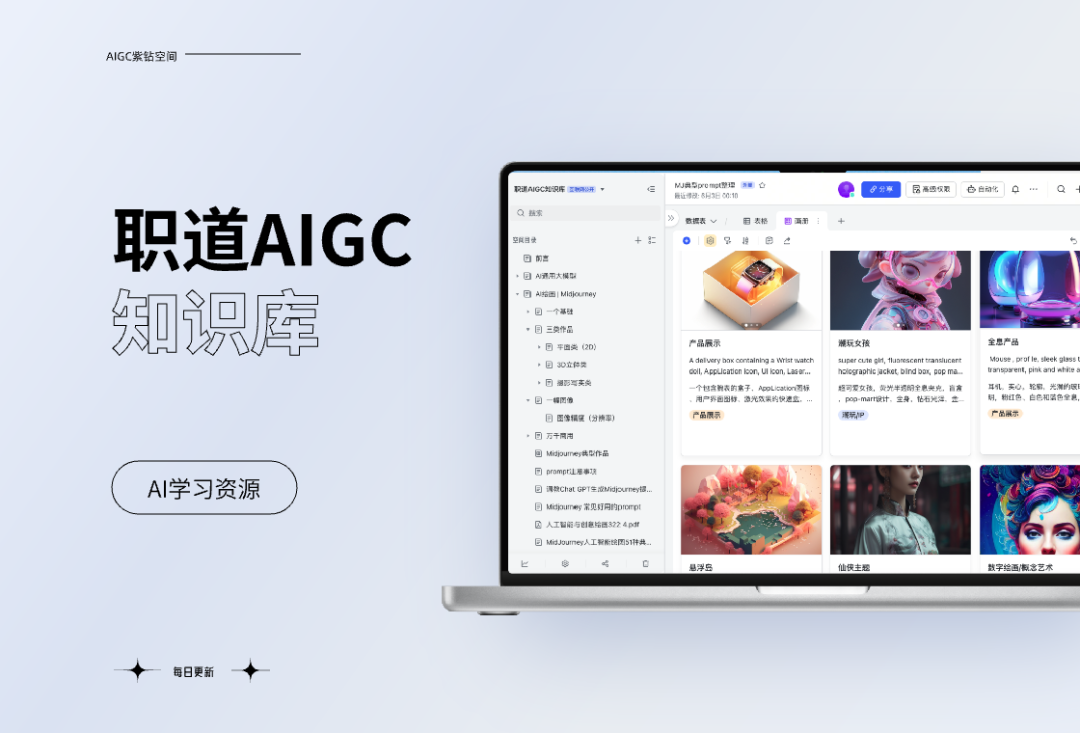 AIGC紫钻空间
职道AIGC
知识库
AI学习资源
每日更新
职道AIGC知识库 互联网公开
搜索
空间目录
前言
AI通用大模型
AI绘画 | Midjourney
一个基础
三类作品
平面类（2D）
3D立体类
摄影写实类
一幅图像
图像精度（分辨率）
万千商用
Midjourney典型作品
prompt注意事项
调教Chat GPT生成Midjourney提...
Midjourney 常见好用的prompt
人工智能与创意绘画322 4.pdf
MidJourney人工智能绘图51种典...
MJ典型prompt整理 外部
最近修改: 8月3日 00:10
分享
高级权限
自动化
数据表
表格
画册
产品展示
A delivery box containing a Wrist watch
doll, AppLication icon, UI icon, Laser...
一个包含腕表的盒子，AppLication图标
，用户界面图标，激光效果的快递盒，...
产品展示
潮玩女孩
super cute girl, fluorescent translucent
holographic jacket, blind box, pop ma...
超可爱女孩，荧光半透明全息夹克，盲盒
，pop-mart设计，全身，钻石光泽，金...
潮玩/IP
全息产品
Mouse , profile, sleek glass t
transparent, pink and white a
耳机，实心，轮廓，光滑的玻
明，粉红色、白色和蓝色全息，
产品展示
悬浮岛
仙侠主题
数字绘画/概念艺术